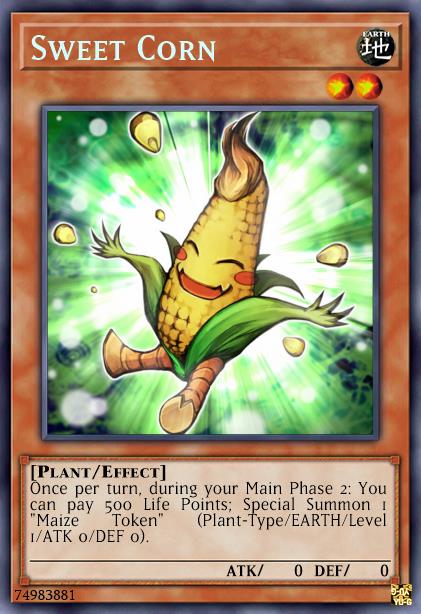 Sweet Corn
EARTH
地
[Plant/Effect]
Once per turn, during your Main Phase 2: You
can pay 500 Life Points; Special Summon 1
"Maize Token" (Plant-Type/EARTH/Level
1/ATK 0/DEF 0).
ATK/ 0 DEF/ 0
74983881